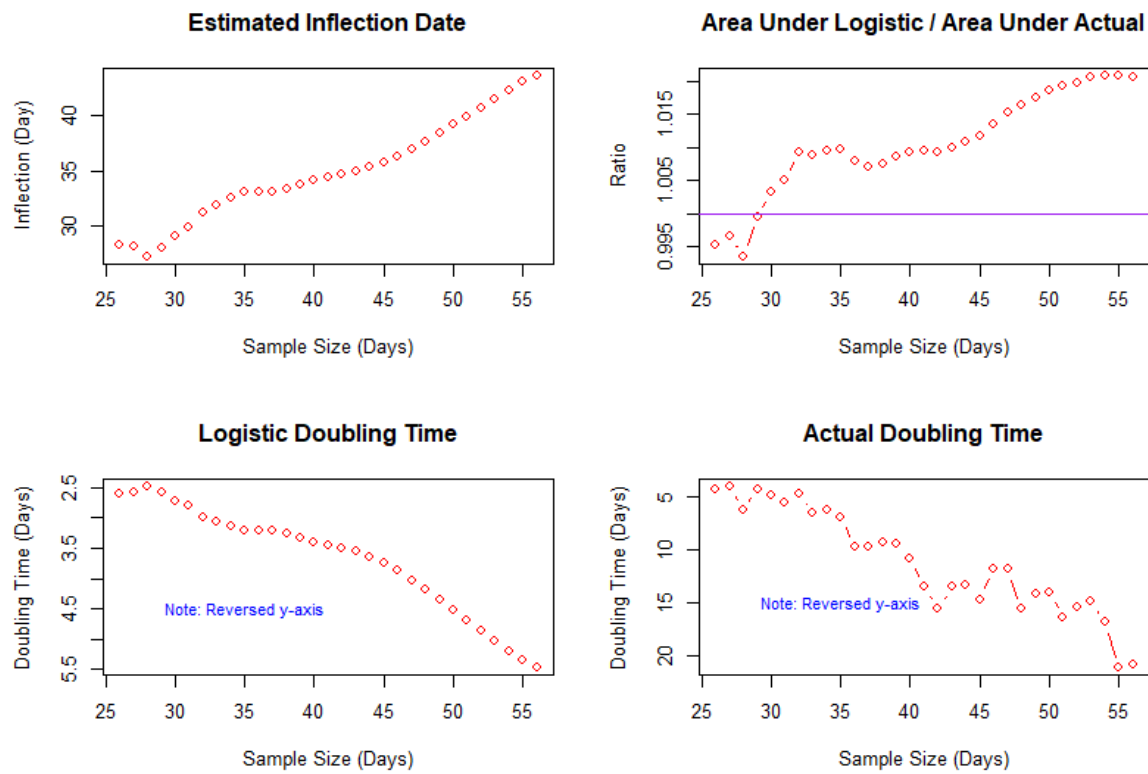 Estimated Inflection Date
Inflection (Day)
30 35 40
25 30 35 40 45 50 55
Sample Size (Days)
Area Under Logistic / Area Under Actual
Ratio
0.995 1.005 1.015
25 30 35 40 45 50 55
Sample Size (Days)
Logistic Doubling Time
Doubling Time (Days)
5.5 4.5 3.5 2.5
Note: Reversed y-axis
25 30 35 40 45 50 55
Sample Size (Days)
Actual Doubling Time
Doubling Time (Days)
20 15 10 5
Note: Reversed y-axis
25 30 35 40 45 50 55
Sample Size (Days)